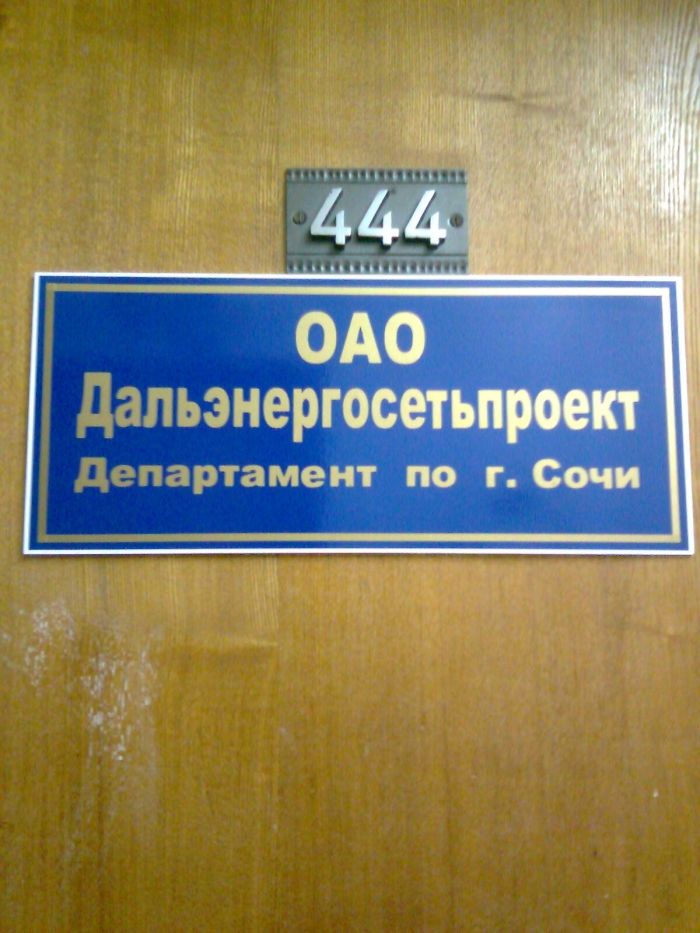 444
ОАО
Дальэнергосетьпроект
Департамент по г. Сочи